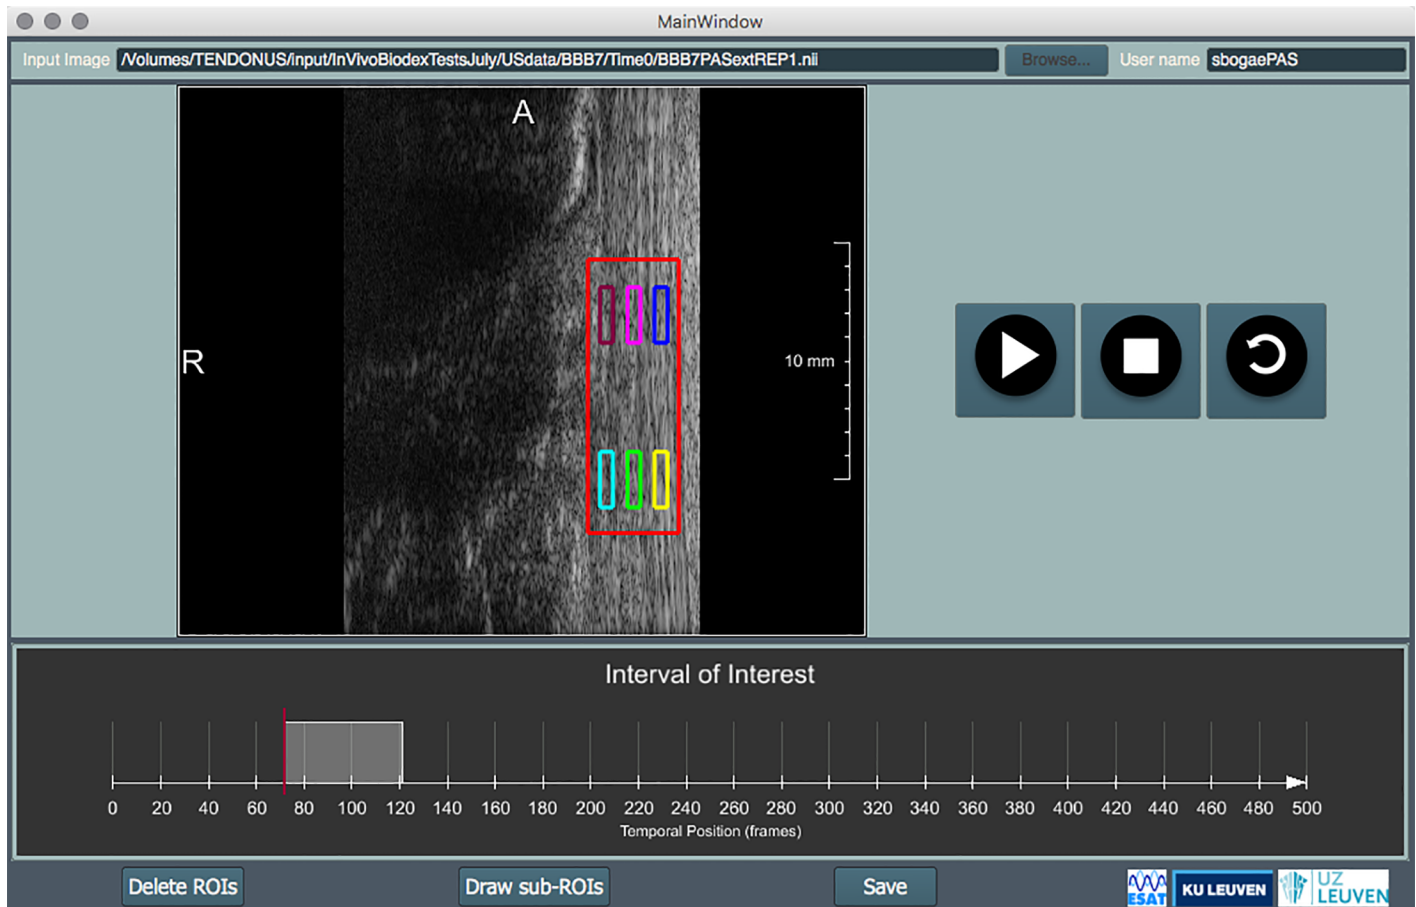 MainWindow
Input Image /Volumes/TENDONUS/input/InVivoBiodexTestsJuly/USdata/BBB7/Time0/BBB7PASextREP1.nii Browse... User name sbogaePAS
A
R
10 mm
Interval of Interest
0 20 40 60 80 100 120 140 160 180 200 220 240 260 280 300 320 340 360 380 400 420 440 460 480 500
Temporal Position (frames)
Delete ROIs Draw sub-ROIs Save ESAT KU LEUVEN UZ LEUVEN